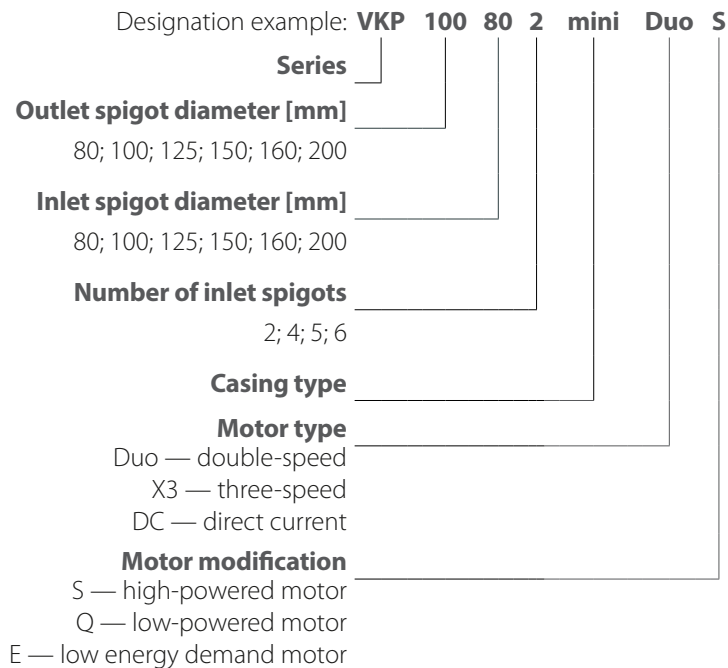 Designation example: VKP 100 80 2 mini Duo S
Series
Outlet spigot diameter [mm]
80; 100; 125; 150; 160; 200
Inlet spigot diameter [mm]
80; 100; 125; 150; 160; 200
Number of inlet spigots
2; 4; 5; 6
Casing type
Motor type
Duo — double-speed
X3 — three-speed
DC — direct current
Motor modification
S — high-powered motor
Q — low-powered motor
E — low energy demand motor